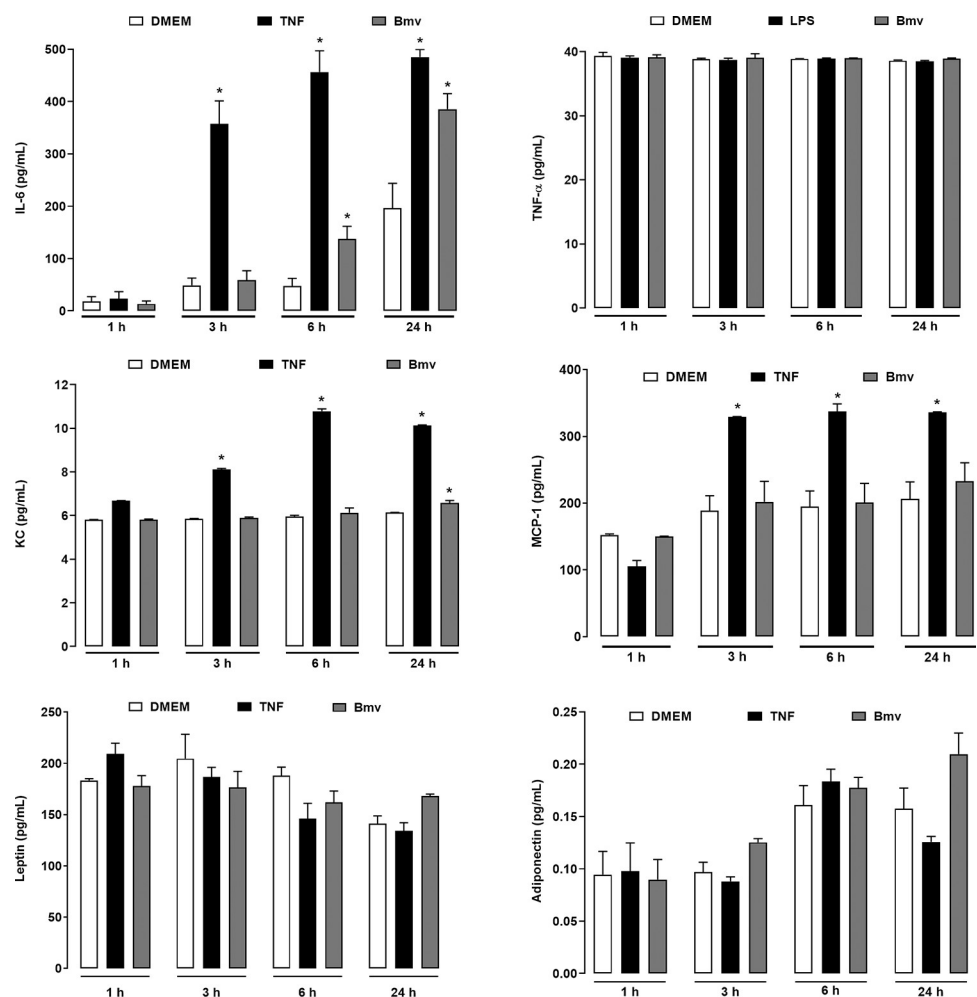 DMEM TNF Bmv
IL-6 (pg/mL)
500
400
300
200
100
0
* * * * *
1 h 3 h 6 h 24 h
DMEM LPS Bmv
TNF-α (pg/mL)
40
30
20
10
0
1 h 3 h 6 h 24 h
DMEM TNF Bmv
KC (pg/mL)
12
10
8
6
4
2
0
* * * *
1 h 3 h 6 h 24 h
DMEM TNF Bmv
MCP-1 (pg/mL)
400
300
200
100
0
* * *
1 h 3 h 6 h 24 h
DMEM TNF Bmv
Leptin (pg/mL)
250
200
150
100
50
0
1 h 3 h 6 h 24 h
DMEM TNF Bmv
Adiponectin (pg/mL)
0.25
0.20
0.15
0.10
0.05
0.00
1 h 3 h 6 h 24 h